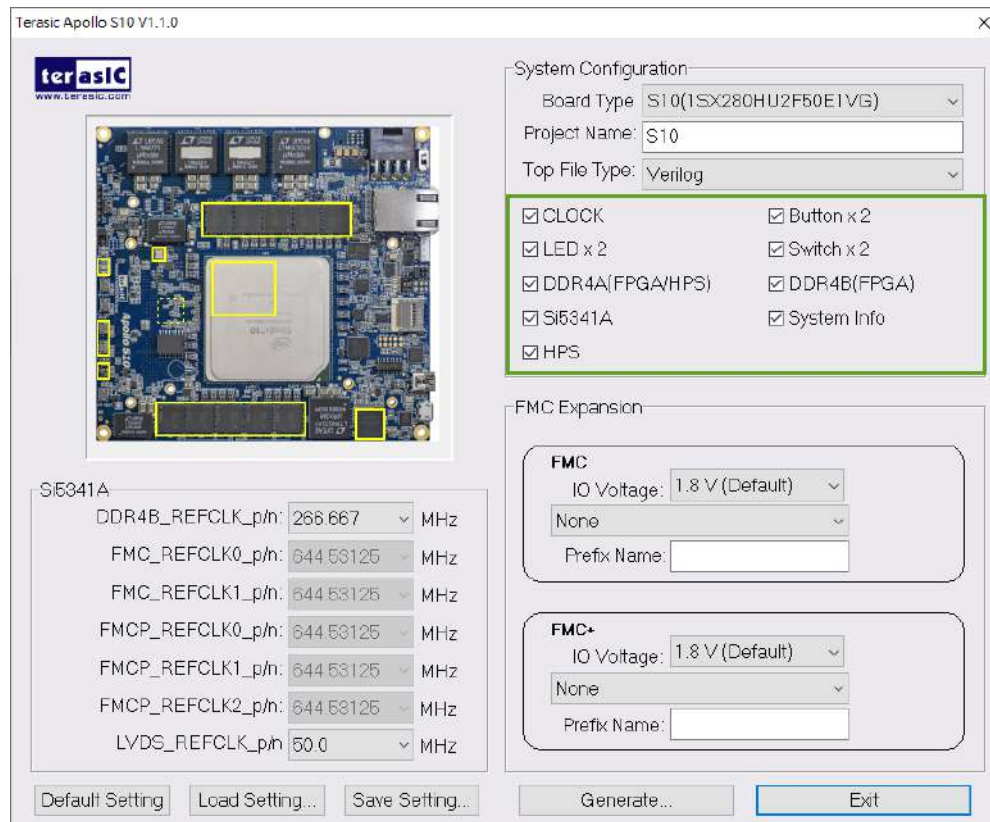 Terasic Apollo S10 V1.1.0
terasIC
www.terasic.com
Apollo S10
System Configuration
Board Type S10(1SX280HU2F50E1VG)
Project Name: S10
Top File Type: Verilog
CLOCK Button x 2
LED x 2 Switch x 2
DDR4A(FPGA/HPS) DDR4B(FPGA)
Si5341A System Info
HPS
FMC Expansion
FMC
IO Voltage: 1.8 V (Default)
None
Prefix Name:
FMC+
IO Voltage: 1.8 V (Default)
None
Prefix Name:
Si5341A
DDR4B_REFCLK_p/n: 266.667 MHz
FMC_REFCLK0_p/n: 644.53125 MHz
FMC_REFCLK1_p/n: 644.53125 MHz
FMCP_REFCLK0_p/n: 644.53125 MHz
FMCP_REFCLK1_p/n: 644.53125 MHz
FMCP_REFCLK2_p/n: 644.53125 MHz
LVDS_REFCLK_p/n 50.0 MHz
Default Setting Load Setting... Save Setting... Generate... Exit